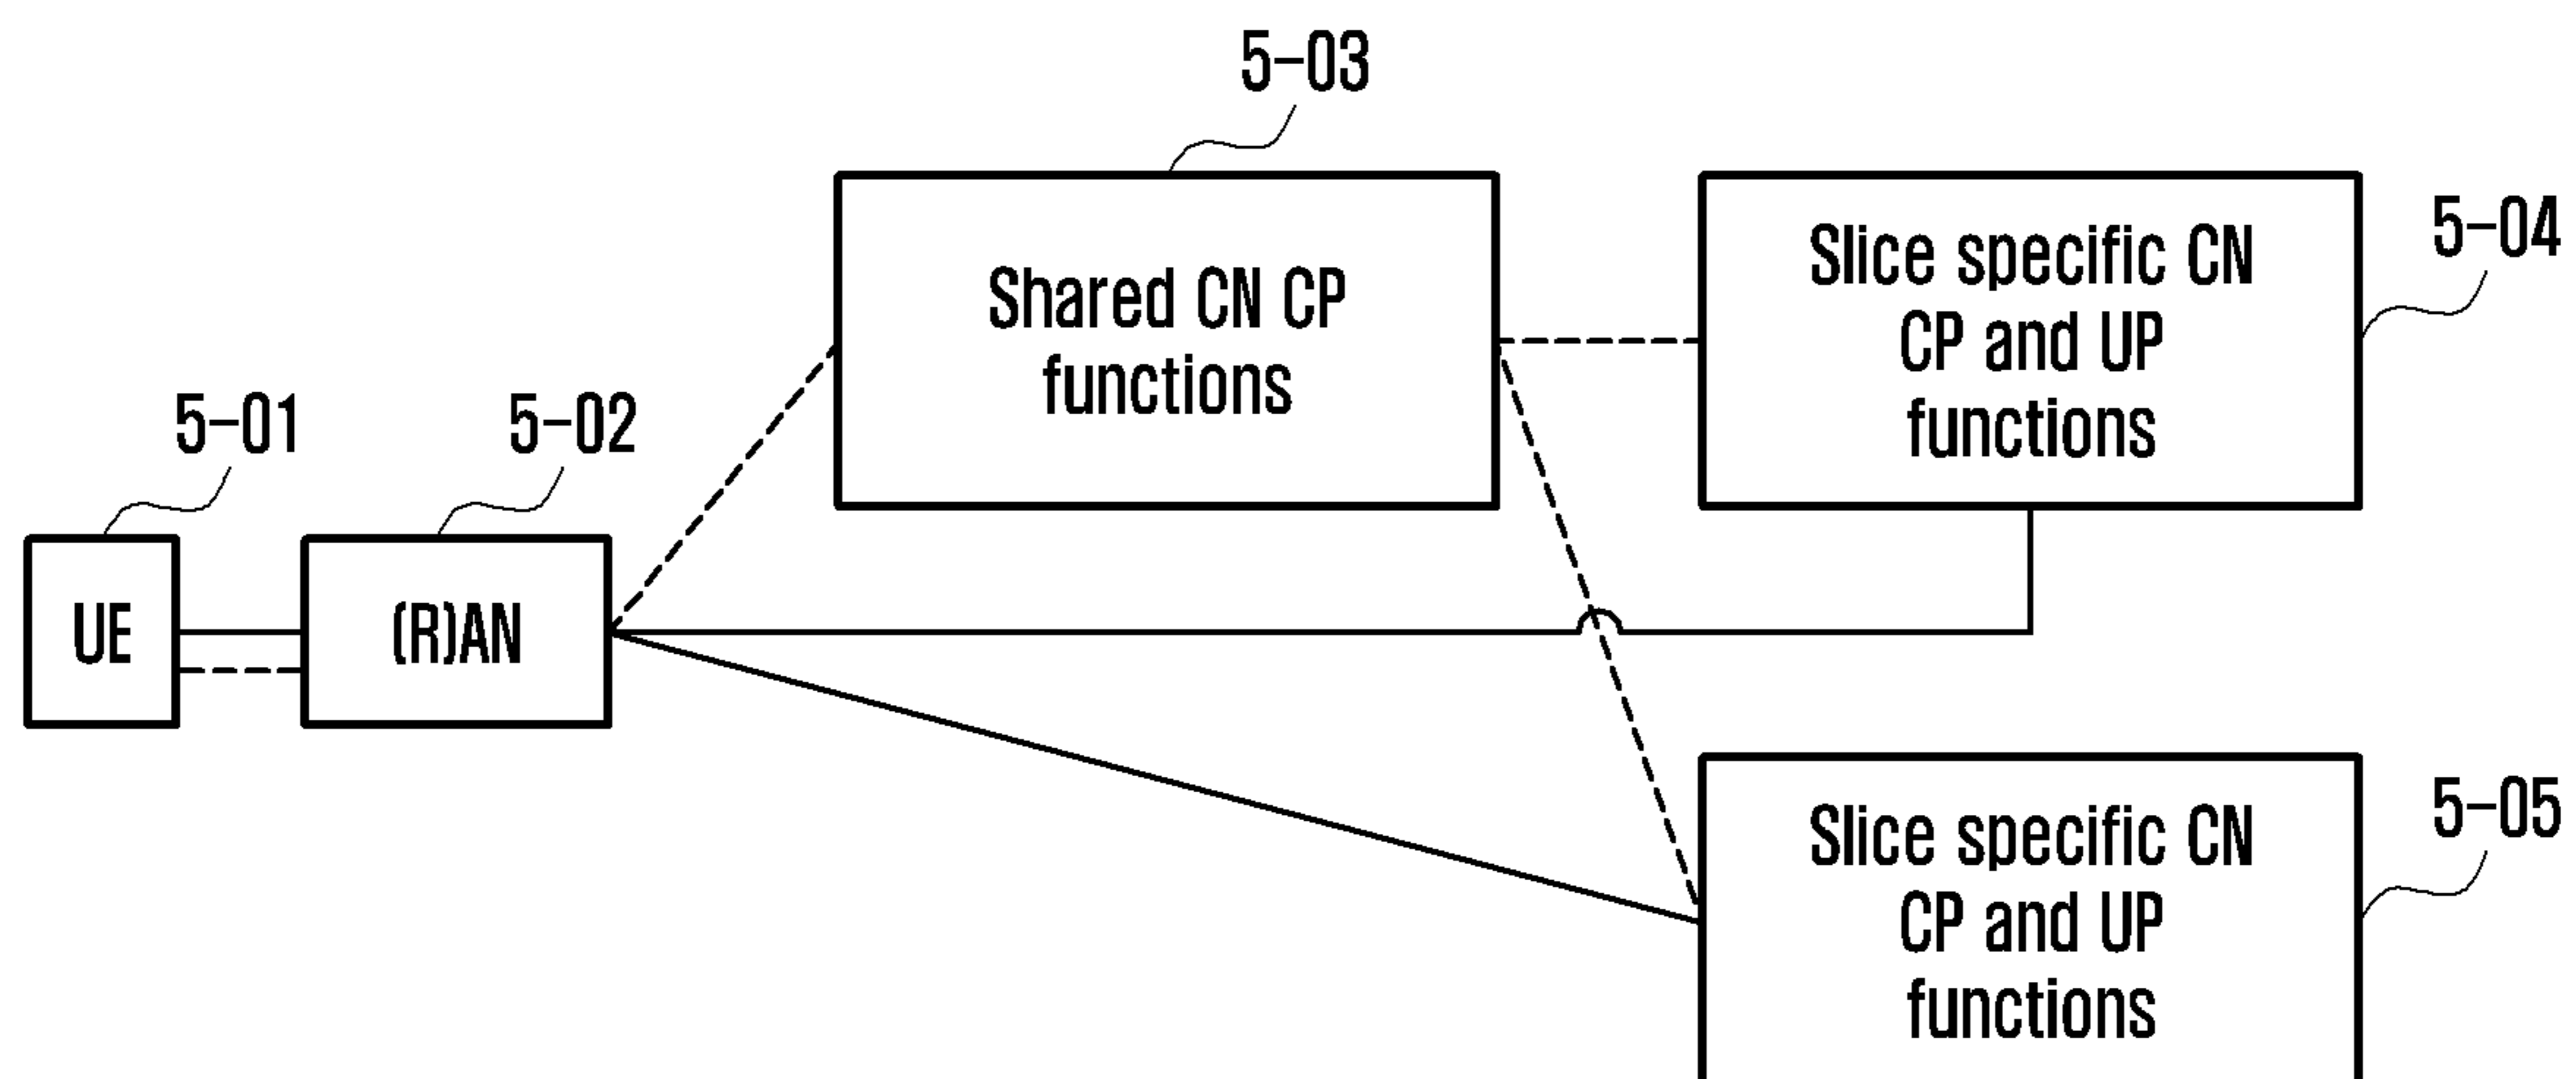 5-03
Shared CN CP
functions
Slice specific CN
CP and UP
functions
5-04
5-01
5-02
UE
(R)AN
Slice specific CN
CP and UP
functions
5-05